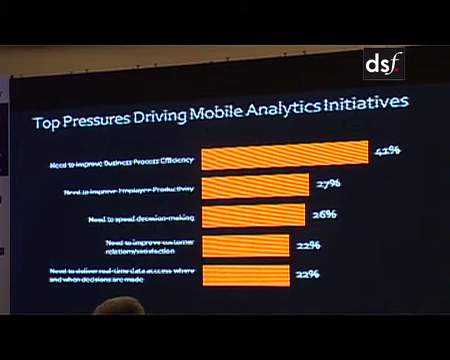 dsf.
Top Pressures Driving Mobile Analytics Initiatives
Need to improve Business Process Efficiency
41%
Need to improve Employee Productivity
27%
Need to speed decision-making
26%
Need to improve customer
relations/satisfaction
22%
Need to deliver real-time data acccess where
and when decisions are made
22%